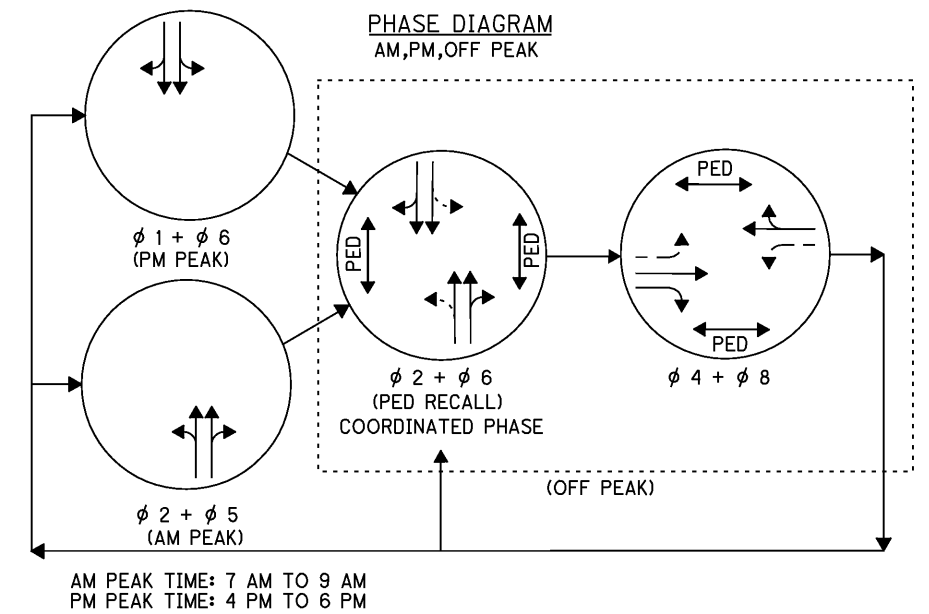 PHASE DIAGRAM
AM,PM,OFF PEAK
PED
PED
PED
PED
ϕ 1 + ϕ 6
(PM PEAK)
ϕ 2 + ϕ 6
(PED RECALL)
COORDINATED PHASE
ϕ 4 + ϕ 8
(OFF PEAK)
ϕ 2 + ϕ 5
(AM PEAK)
AM PEAK TIME: 7 AM TO 9 AM
PM PEAK TIME: 4 PM TO 6 PM